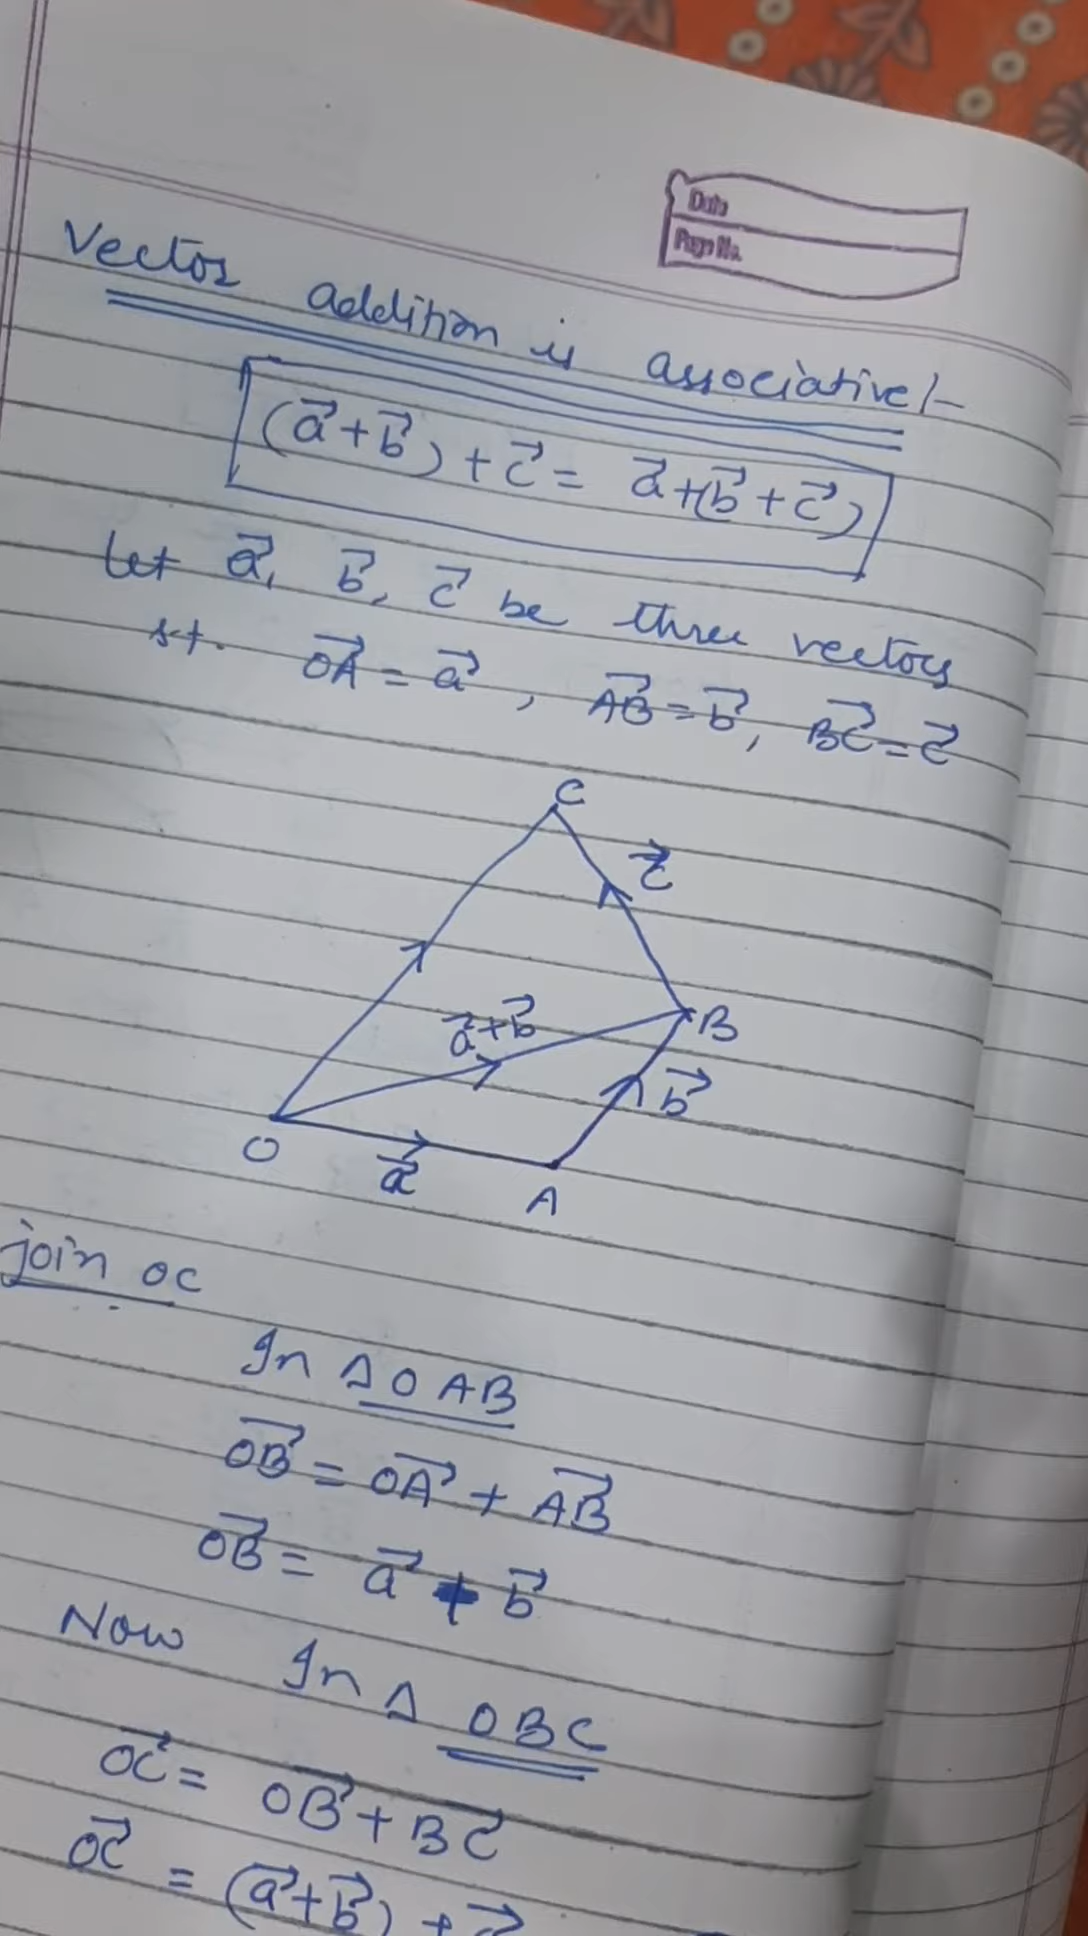 Date
Page No.
Vector addition is associative/-
(a⃗+b⃗)+c⃗ = a⃗+(b⃗+c⃗)
let a⃗, b⃗, c⃗ be three vectors
s.t. OA⃗ = a⃗, AB⃗ = b⃗, BC⃗ = c⃗
C
c⃗
a⃗+b⃗
B
b⃗
O
a⃗
A
join OC
In △OAB
OB⃗ = OA⃗ + AB⃗
OB⃗ = a⃗ + b⃗
Now In △ OBC
OC⃗ = OB⃗ + BC⃗
OC⃗ = (a⃗+b⃗) + c⃗